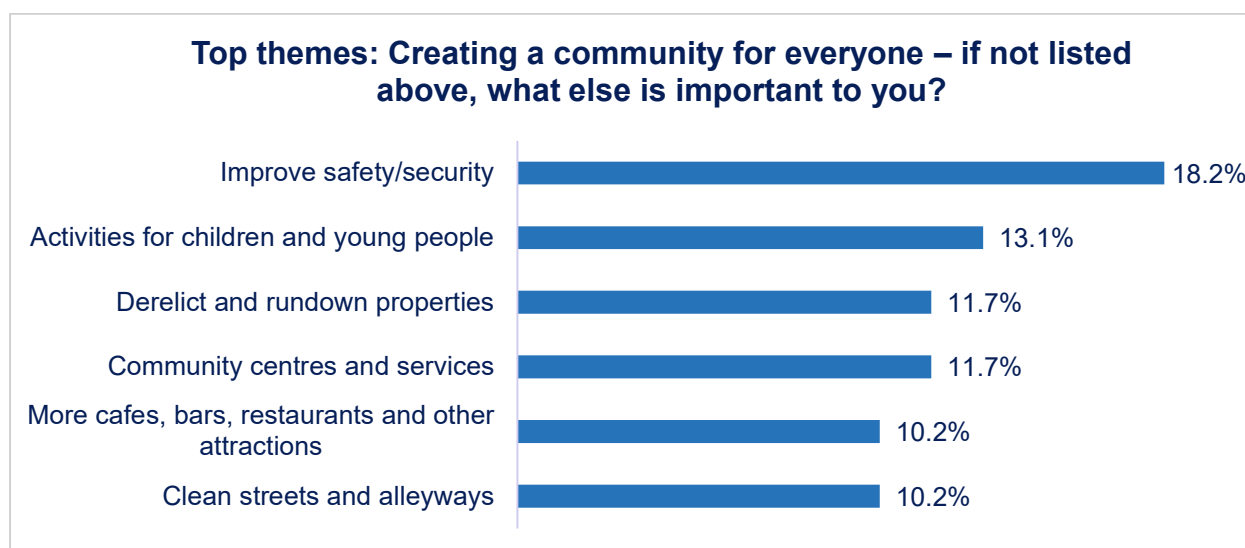 Top themes: Creating a community for everyone – if not listed
above, what else is important to you?
Improve safety/security
18.2%
Activities for children and young people
13.1%
Derelict and rundown properties
11.7%
Community centres and services
11.7%
More cafes, bars, restaurants and other
attractions
10.2%
Clean streets and alleyways
10.2%